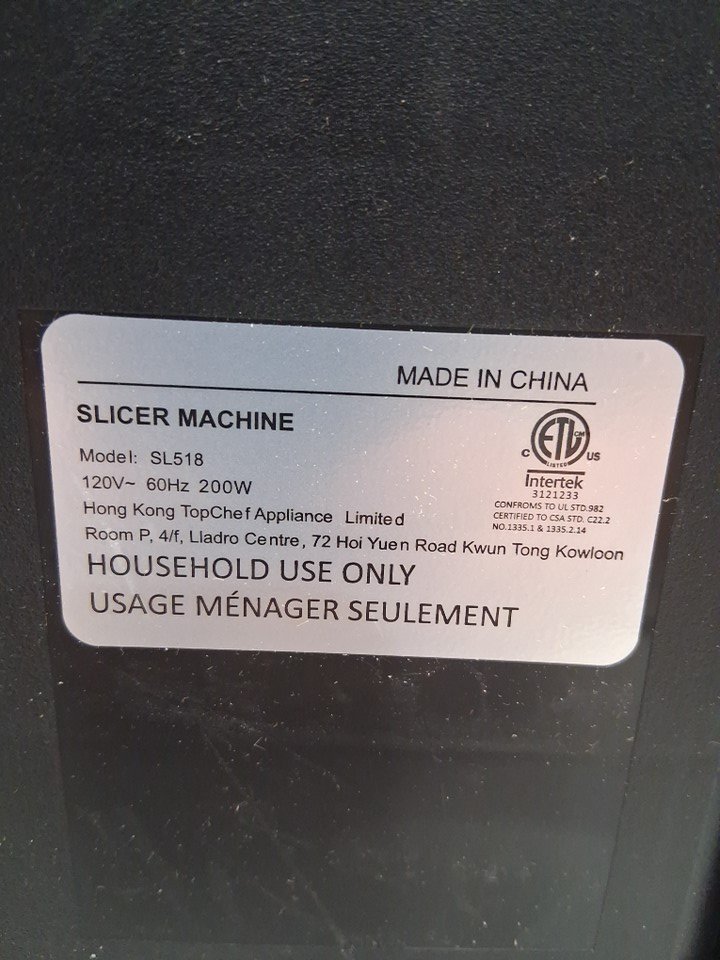 MADE IN CHINA
SLICER MACHINE
Model: SL518
120V~ 60Hz 200W
Hong Kong TopChef Appliance Limited
Room P, 4/f, Lladro Centre, 72 Hoi Yuen Road Kwun Tong Kowloon
HOUSEHOLD USE ONLY
USAGE MÉNAGER SEULEMENT
C ETL CM US
LISTED
Intertek
3121233
CONFROMS TO UL STD.982
CERTIFIED TO CSA STD. C22.2
NO.1335.1 & 1335.2.14